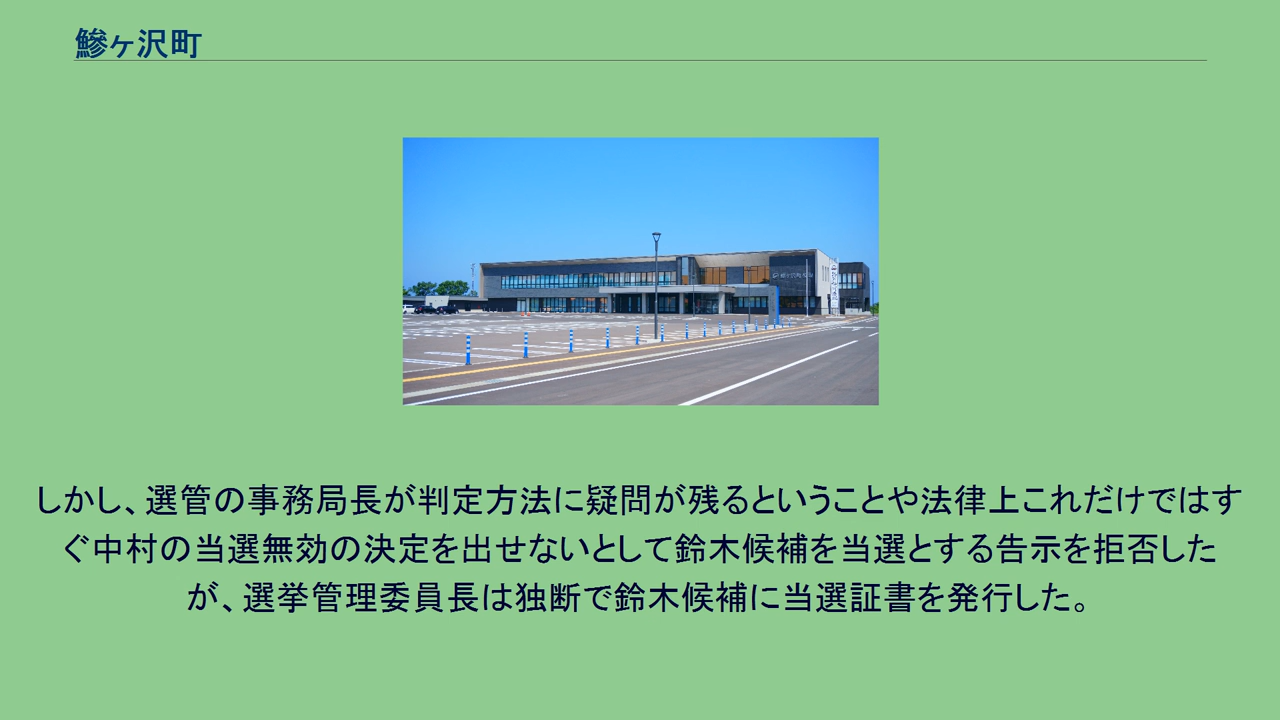 鰺ヶ沢町
しかし、選管の事務局長が判定方法に疑問が残るということや法律上これだけではす
ぐ中村の当選無効の決定を出せないとして鈴木候補を当選とする告示を拒否した
が、選挙管理委員長は独断で鈴木候補に当選証書を発行した。